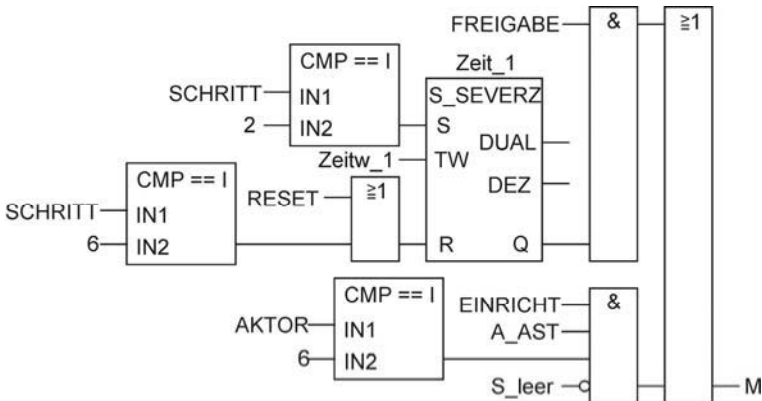 FREIGABE & ≧1
CMP == I Zeit_1
SCHRITT IN1 S_SEVERZ
2 IN2 S
DUAL
Zeitw_1 TW
CMP == I RESET ≧1 DEZ
SCHRITT IN1
6 IN2 R Q
CMP == I EINRICHT &
AKTOR IN1 A_AST
6 IN2
S_leer M